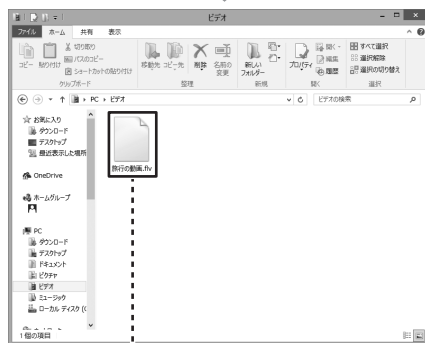 ビデオ
ファイル ホーム 共有 表示
コピー 貼り付け
切り取り
パスのコピー
ショートカットの貼り付け
クリップボード
移動先 コピー先 削除 名前の変更
整理
新しいフォルダー
新規
プロパティ
開く
編集
履歴
開く
すべて選択
選択解除
選択の切り替え
選択
PC ビデオ
ビデオの検索
お気に入り
ダウンロード
デスクトップ
最近表示した場所
OneDrive
ホームグループ
PC
ダウンロード
デスクトップ
ドキュメント
ピクチャ
ビデオ
ミュージック
ローカル ディスク (C
旅行の動画.flv
1 個の項目